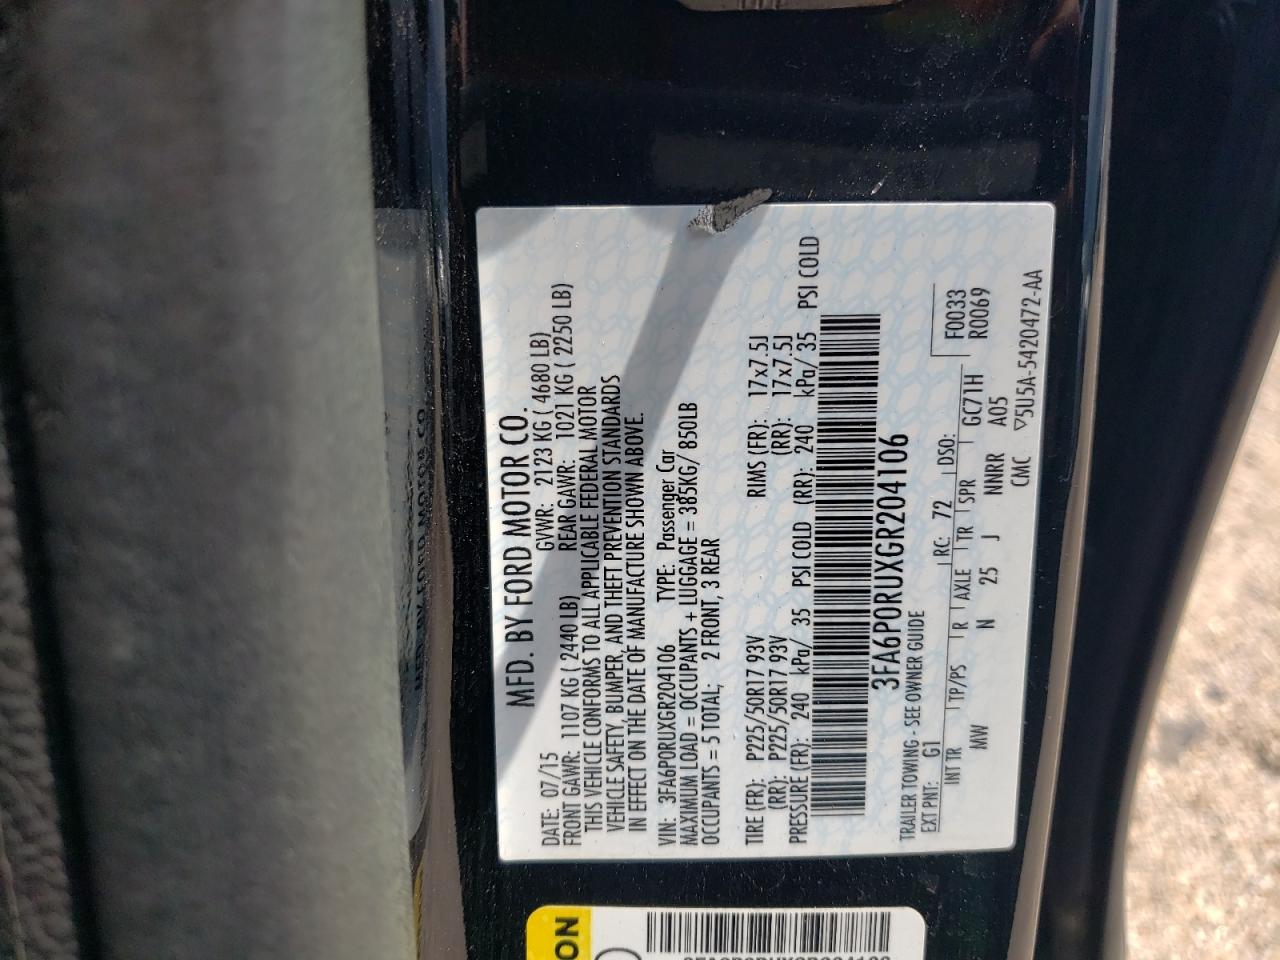 MFD. BY FORD MOTOR CO.
DATE: 07/15 GVWR: 2123 KG ( 4680 LB)
FRONT GAWR: 1107 KG ( 2440 LB) REAR GAWR: 1021 KG ( 2250 LB)
THIS VEHICLE CONFORMS TO ALL APPLICABLE FEDERAL MOTOR
VEHICLE SAFETY, BUMPER, AND THEFT PREVENTION STANDARDS
IN EFFECT ON THE DATE OF MANUFACTURE SHOWN ABOVE.
VIN: 3FA6P0RUXGR204106 TYPE: Passenger Car
MAXIMUM LOAD = OCCUPANTS + LUGGAGE = 385KG/ 850LB
OCCUPANTS = 5 TOTAL; 2 FRONT, 3 REAR
TIRE (FR): P225/50R17 93V RIMS (FR): 17x7.5J
(RR): P225/50R17 93V (RR): 17x7.5J
PRESSURE (FR): 240 kPa/ 35 PSI COLD (RR): 240 kPa/ 35 PSI COLD
3FA6P0RUXGR204106
TRAILER TOWING - SEE OWNER GUIDE
EXT PNT: G1 RC: 72 DSO: F0033
INT TR TP/PS R AXLE TR SPR GC71H R0069
MW N 25 J NNRR A05
CMC ▽5U5A-5420472-AA
ON